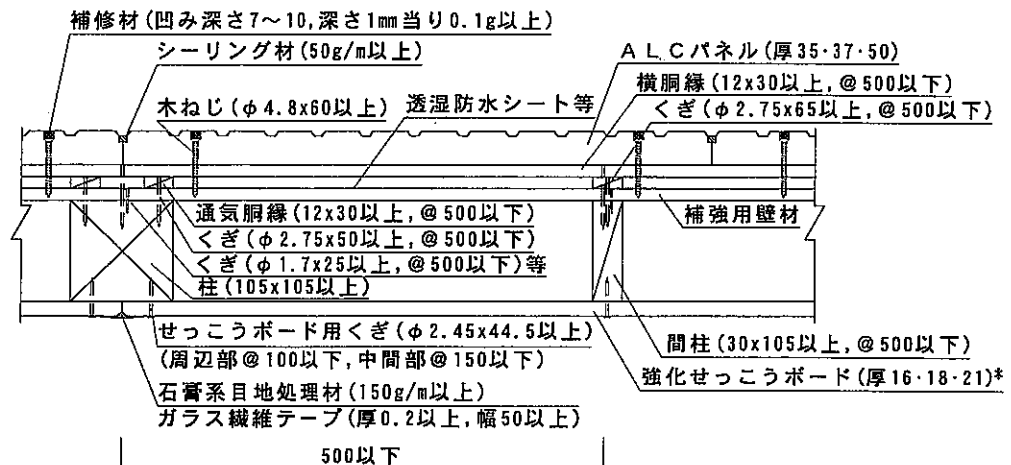 補修材(凹み深さ7～10,深さ1mm当り0.1g以上)
シーリング材(50g/m以上)
ALCパネル(厚35･37･50)
横胴縁(12x30以上,@500以下)
木ねじ(φ4.8x60以上)
透湿防水シート等
くぎ(φ2.75x65以上,@500以下)
通気胴縁(12x30以上,@500以下)
補強用壁材
くぎ(φ2.75x50以上,@500以下)
くぎ(φ1.7x25以上,@500以下)等
柱(105x105以上)
せっこうボード用くぎ(φ2.45x44.5以上)
(周辺部@100以下,中間部@150以下)
間柱(30x105以上,@500以下)
強化せっこうボード(厚16･18･21)*
石膏系目地処理材(150g/m以上)
ガラス繊維テープ(厚0.2以上,幅50以上)
500以下